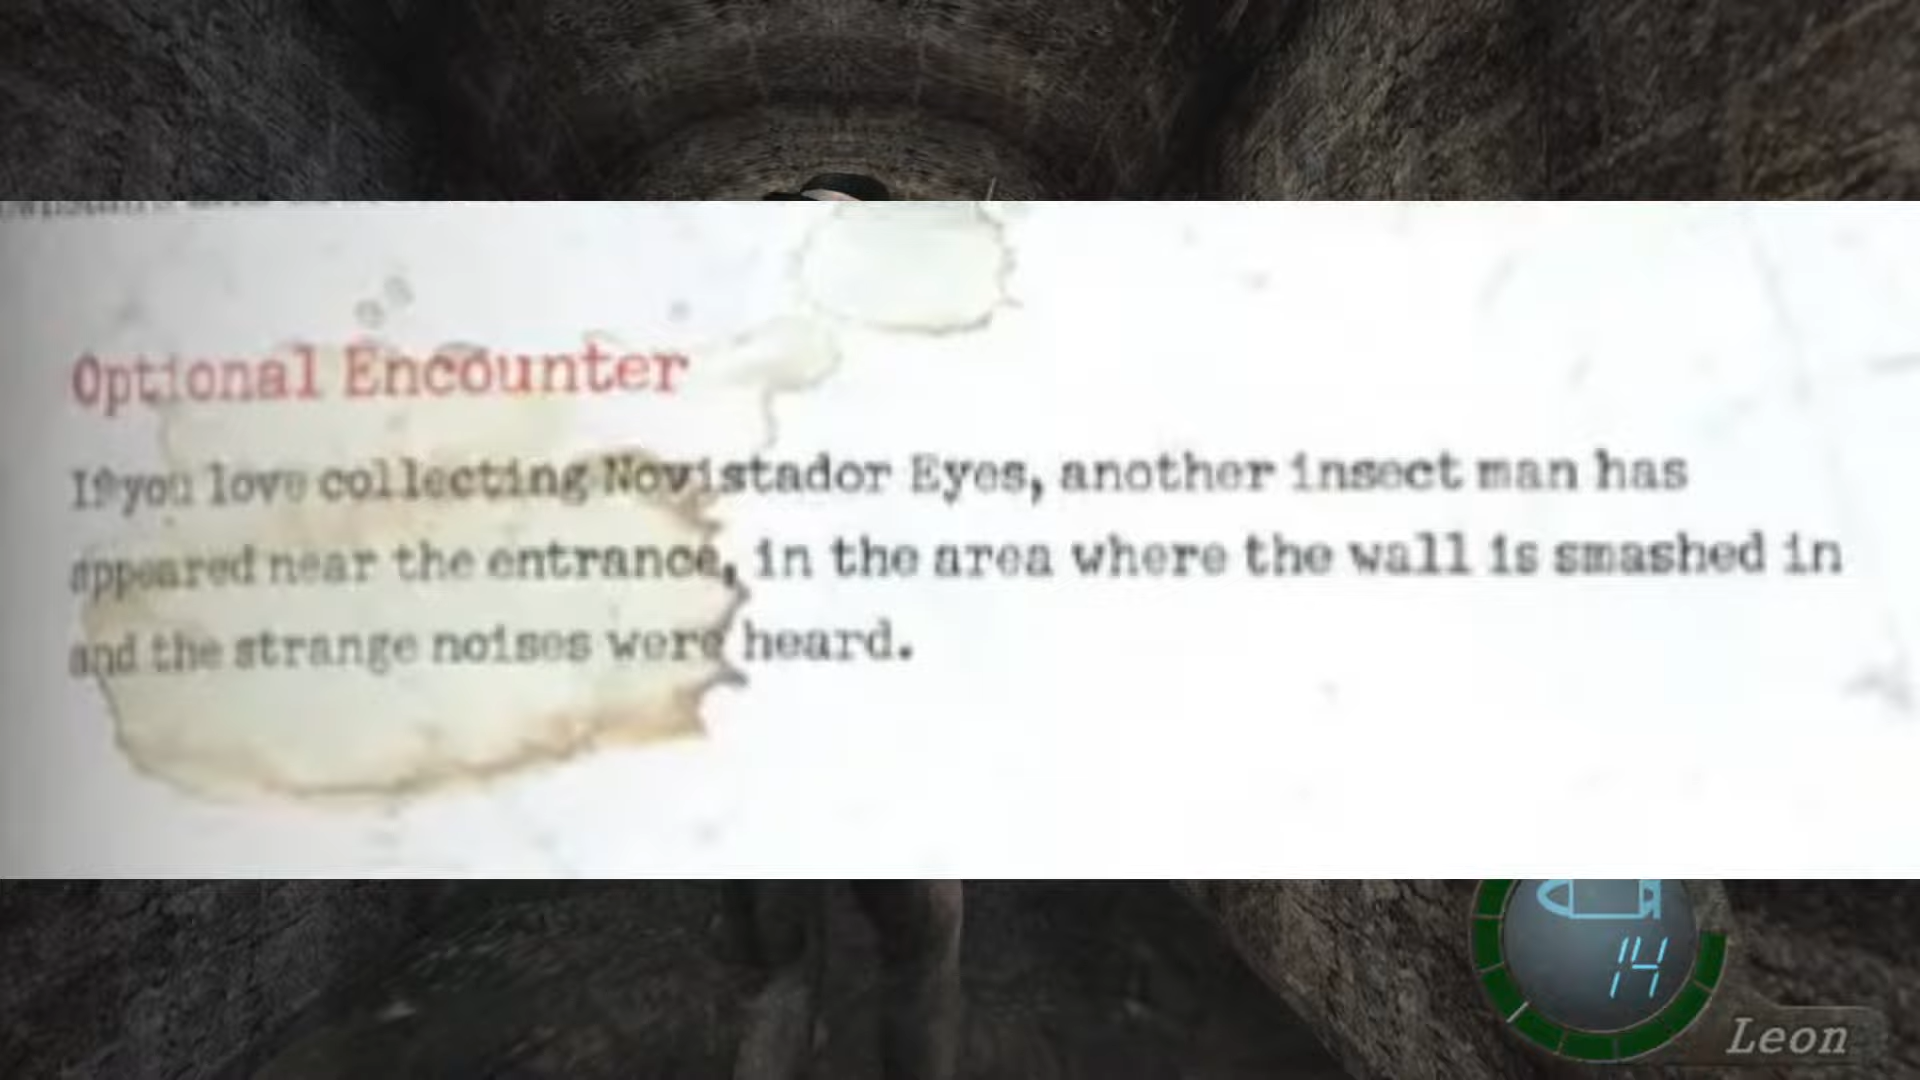 Optional Encounter
If you love collecting Novistador Eyes, another insect man has
appeared near the entrance, in the area where the wall is smashed in
and the strange noises were heard.
14
Leon